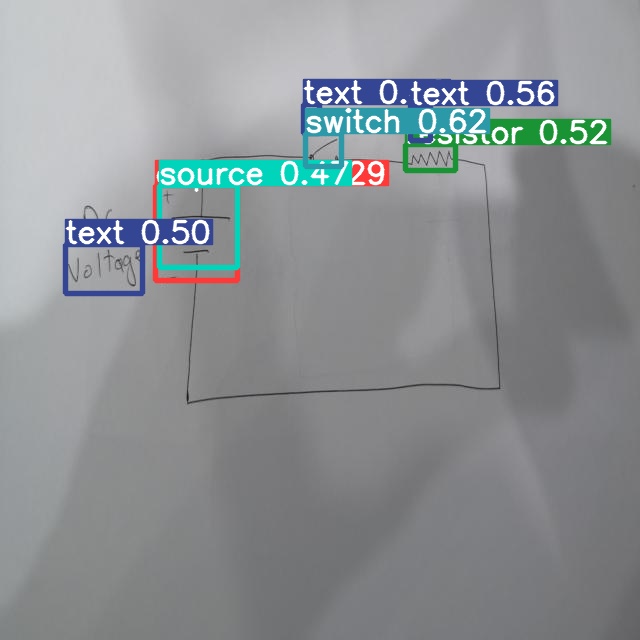 text 0.
text 0.56
switch 0.62
sistor 0.52
source 0.47
29
text 0.50
+
Voltage